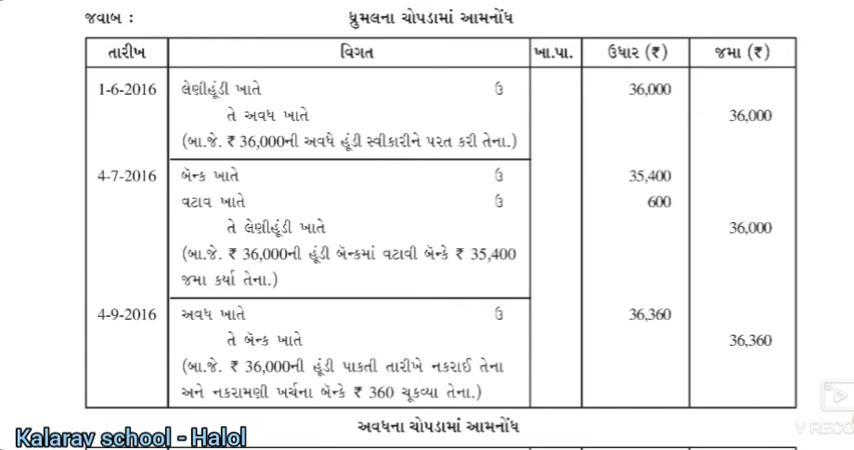 જવાબ : ધ્રુમલના ચોપડામાં આમનોંધ
તારીખ વિગત ખા.પા. ઉધાર (₹) જમા (₹)
1-6-2016 લેણીહૂંડી ખાતે ઉ 36,000
તે અવધ ખાતે 36,000
(બા.જે. ₹ 36,000ની અવધે હૂંડી સ્વીકારીને પરત કરી તેના.)
4-7-2016 બૅન્ક ખાતે ઉ 35,400
વટાવ ખાતે ઉ 600
તે લેણીહૂંડી ખાતે 36,000
(બા.જે. ₹ 36,000ની હૂંડી બૅન્કમાં વટાવી બૅન્કે ₹ 35,400
જમા કર્યા તેના.)
4-9-2016 અવધ ખાતે ઉ 36,360
તે બૅન્ક ખાતે 36,360
(બા.જે. ₹ 36,000ની હૂંડી પાકતી તારીખે નકરાઈ તેના
અને નકરામણી ખર્ચના બૅન્કે ₹ 360 ચૂકવ્યા તેના.)
અવધના ચોપડામાં આમનોંધ
Kalarav school - Halol